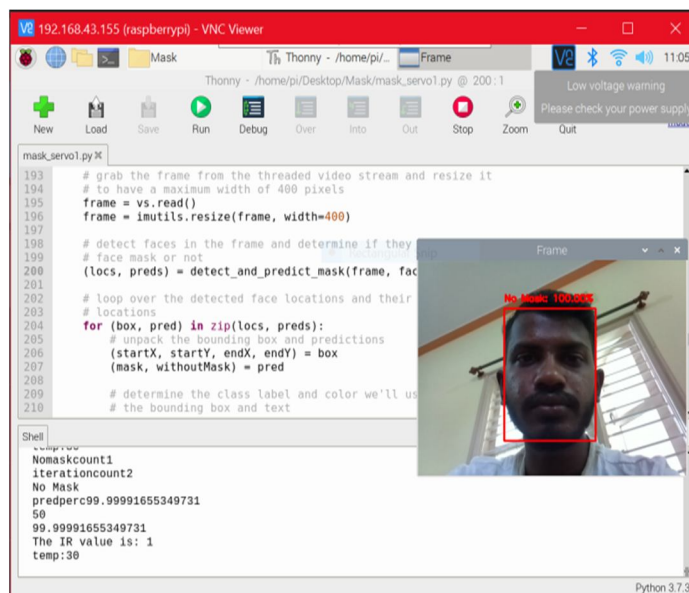 192.168.43.155 (raspberrypi) - VNC Viewer
Mask
Thonny - /home/pi/...
Frame
11:05
Thonny - /home/pi/Desktop/Mask/mask_servo1.py @ 200:1
Low voltage warning
Please check your power supply
New Load Save Run Debug Over Into Out Stop Zoom Quit
mask_servo1.py
193 # grab the frame from the threaded video stream and resize it
194 # to have a maximum width of 400 pixels
195 frame = vs.read()
196 frame = imutils.resize(frame, width=400)
197
198 # detect faces in the frame and determine if they
199 # face mask or not
200 (locs, preds) = detect_and_predict_mask(frame, fac
201
202 # loop over the detected face locations and their
203 # locations
204 for (box, pred) in zip(locs, preds):
205 # unpack the bounding box and predictions
206 (startX, startY, endX, endY) = box
207 (mask, withoutMask) = pred
208
209 # determine the class label and color we'll us
210 # the bounding box and text
Frame
No Mask: 100.00%
Shell
temp:30
Nomaskcount1
iterationcount2
No Mask
predperc99.99991655349731
50
99.99991655349731
The IR value is: 1
temp:30
Python 3.7.3